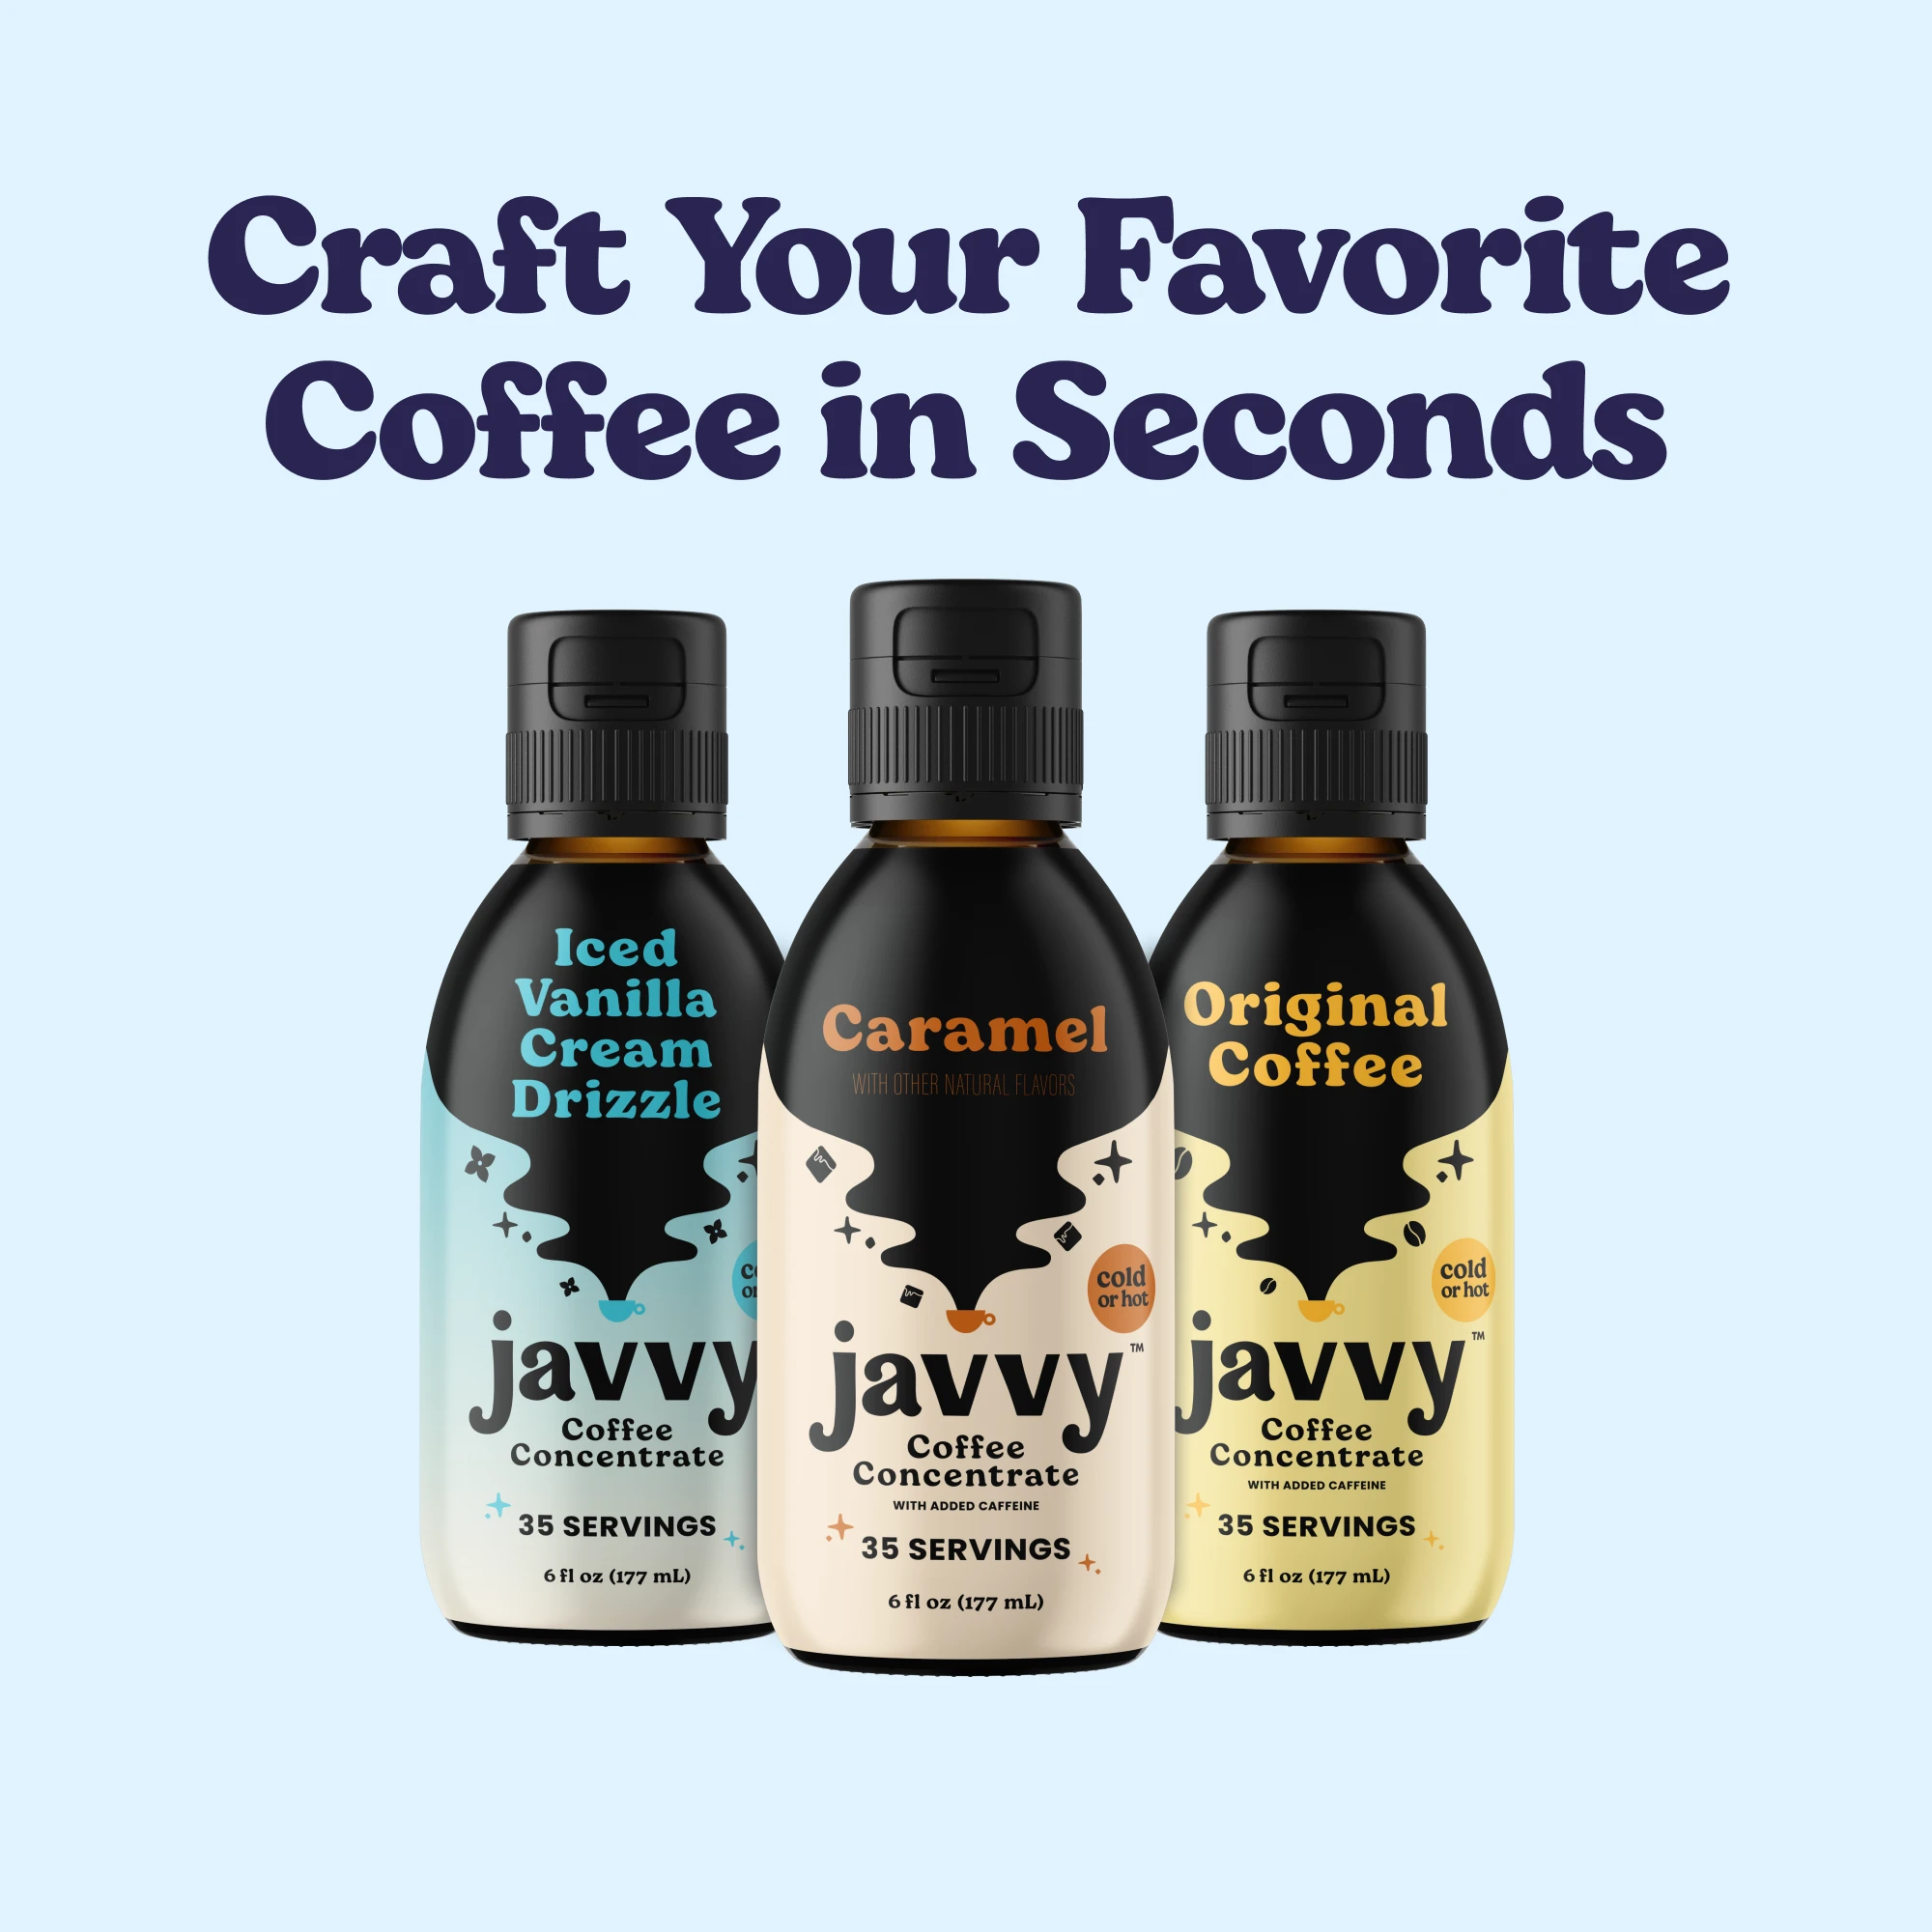 Craft Your Favorite
Coffee in Seconds
Iced
Vanilla
Cream
Drizzle
javvy
Coffee
Concentrate
35 SERVINGS
6 fl oz (177 mL)
Caramel
WITH OTHER NATURAL FLAVORS
cold
or hot
javvy™
Coffee
Concentrate
WITH ADDED CAFFEINE
35 SERVINGS
6 fl oz (177 mL)
Original
Coffee
cold
or hot
javvy™
Coffee
Concentrate
WITH ADDED CAFFEINE
35 SERVINGS
6 fl oz (177 mL)